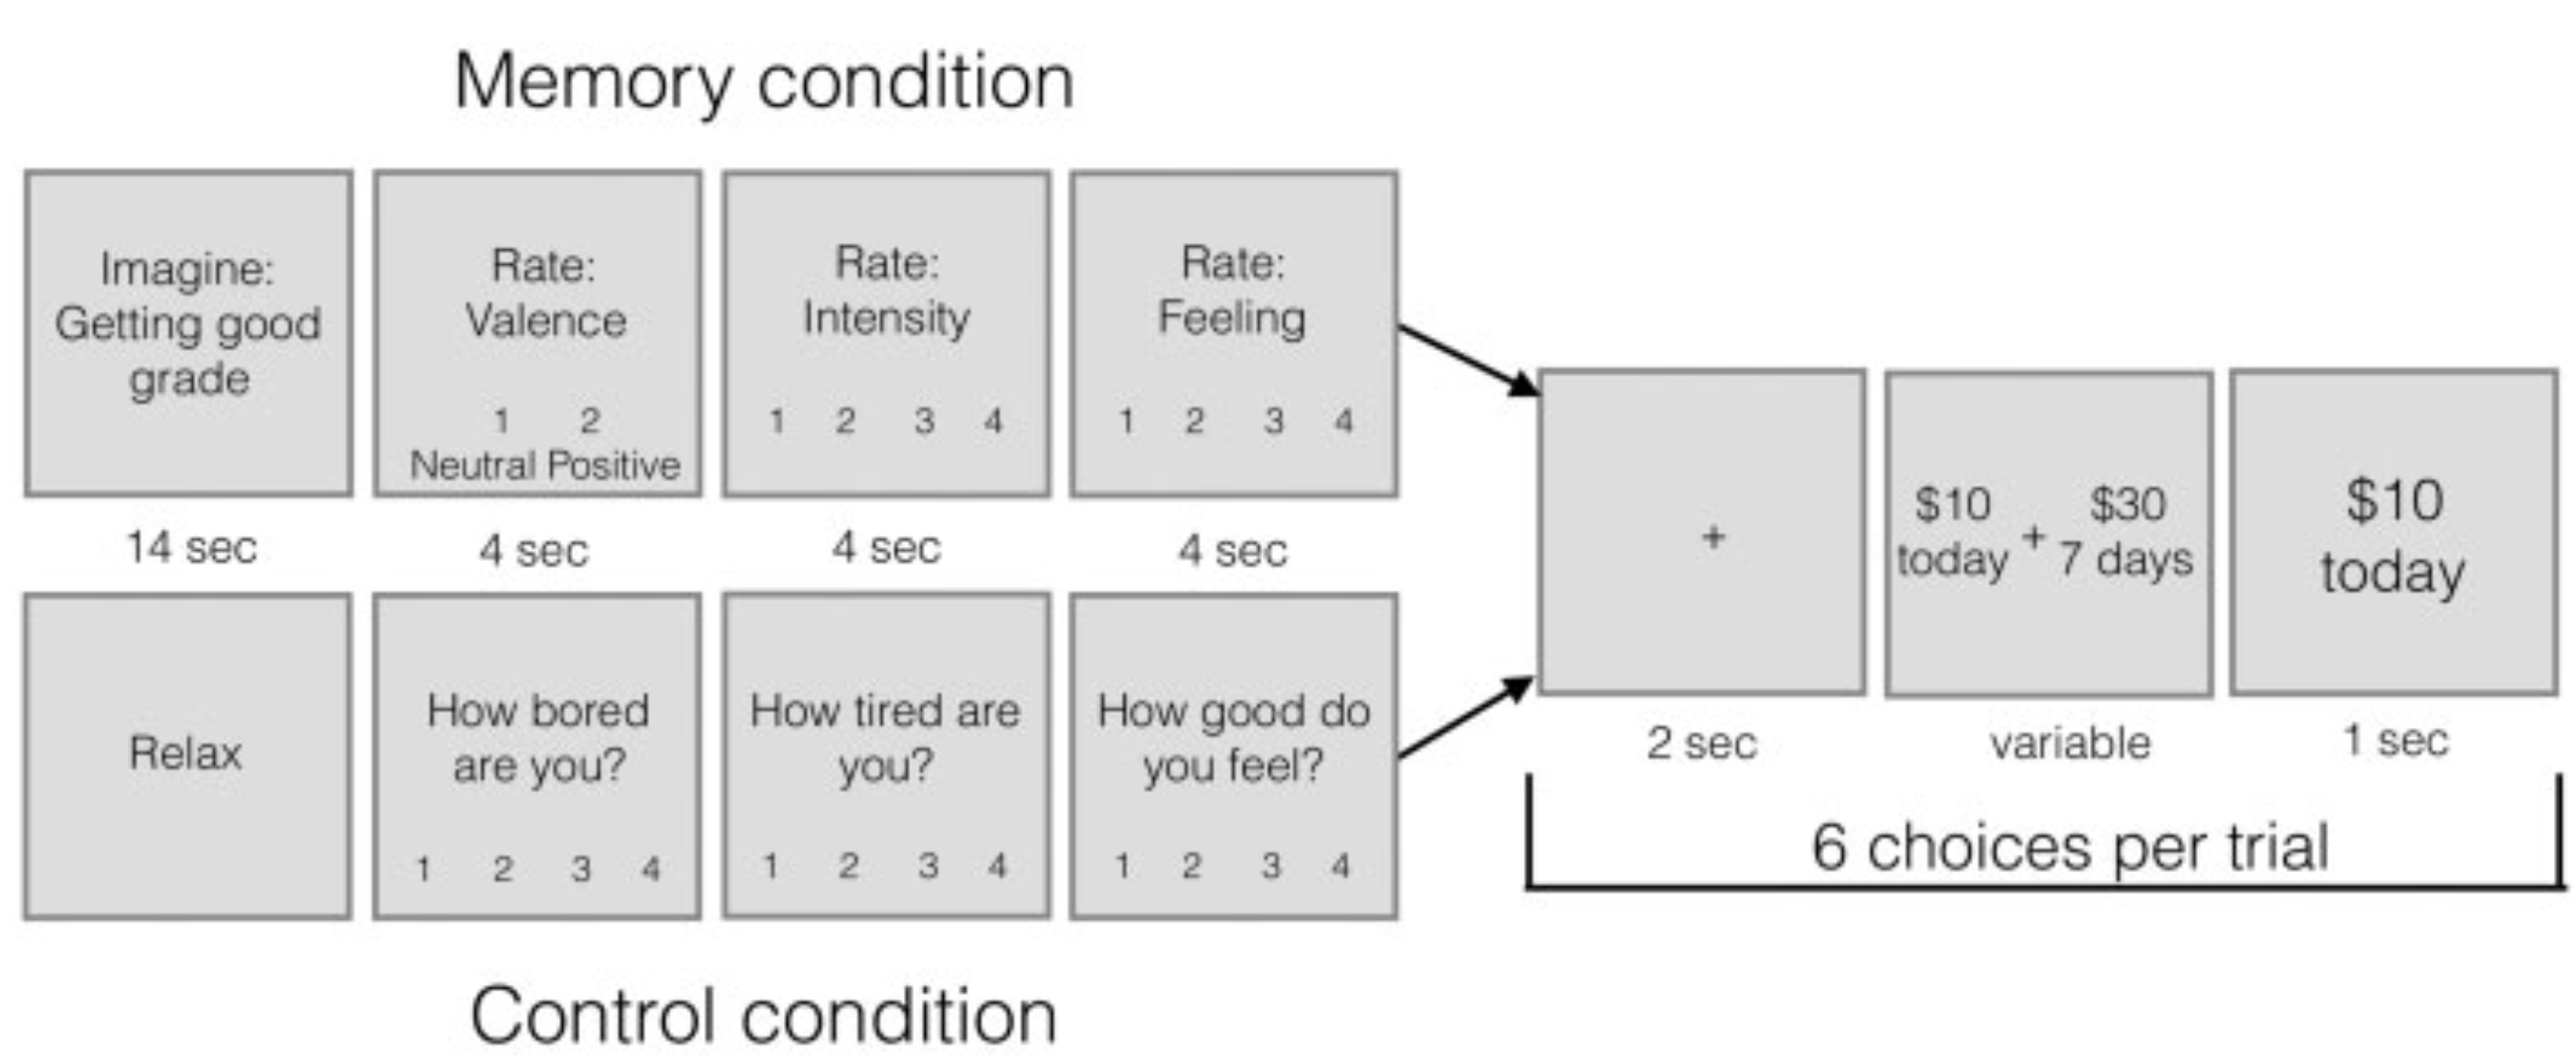 Memory condition
Imagine:
Getting good
grade
Rate:
Valence
1 2
Neutral Positive
Rate:
Intensity
1 2 3 4
Rate:
Feeling
1 2 3 4
14 sec
4 sec
4 sec
4 sec
Relax
How bored
are you?
1 2 3 4
How tired are
you?
1 2 3 4
How good do
you feel?
1 2 3 4
Control condition
+
$10 $30
today + 7 days
$10
today
2 sec
variable
1 sec
6 choices per trial